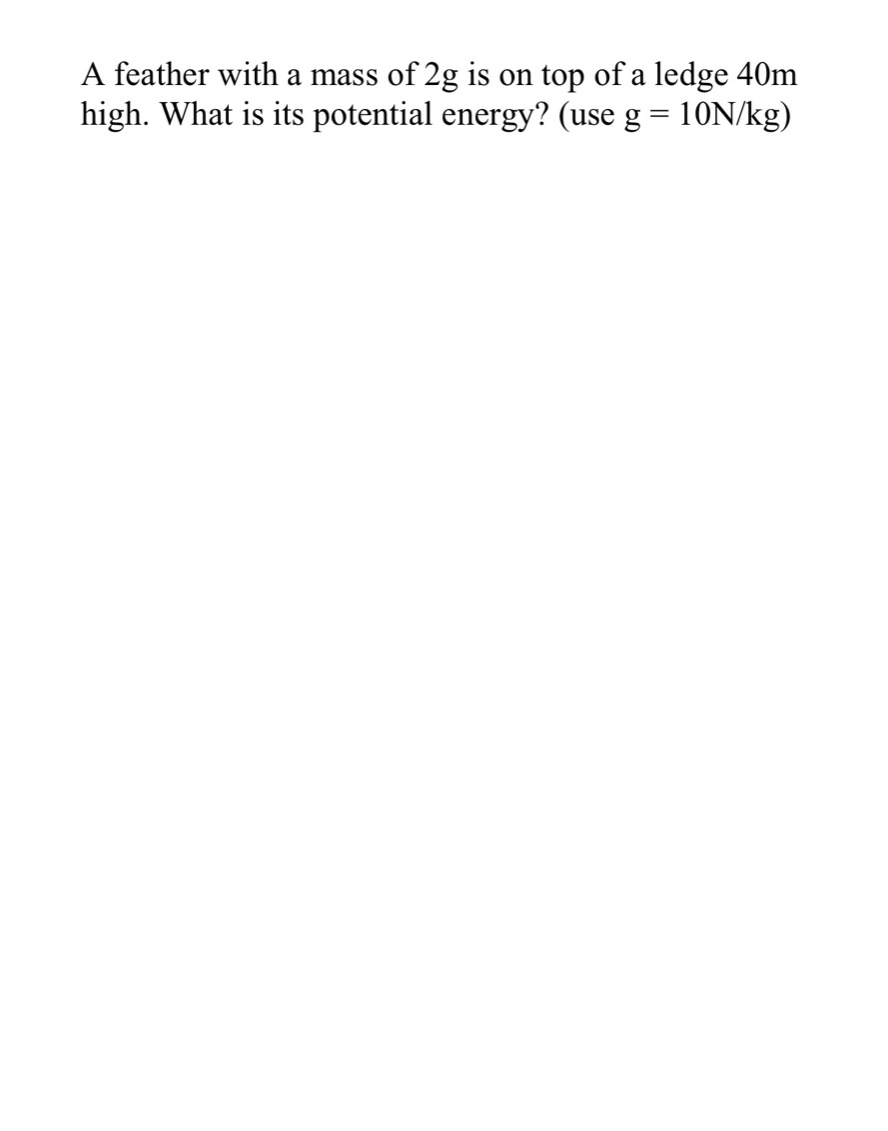 A feather with a mass of 2g is on top of a ledge 40m
high. What is its potential energy? (use g = 10N/kg)